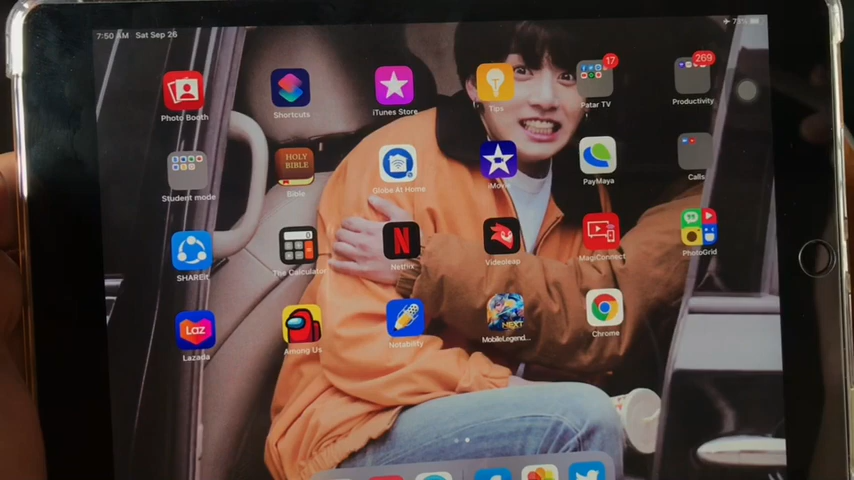 7:50 AM Sat Sep 26
73%
17
269
Photo Booth
Shortcuts
iTunes Store
Tips
Patar TV
Productivity
HOLY
BIBLE
Student mode
Bible
Globe At Home
iMovie
PayMaya
Calls
N
SHAREit
The Calculator
Netflix
Videoleap
MagiConnect
PhotoGrid
Laz
NEXT
Lazada
Among Us
Notability
MobileLegend...
Chrome